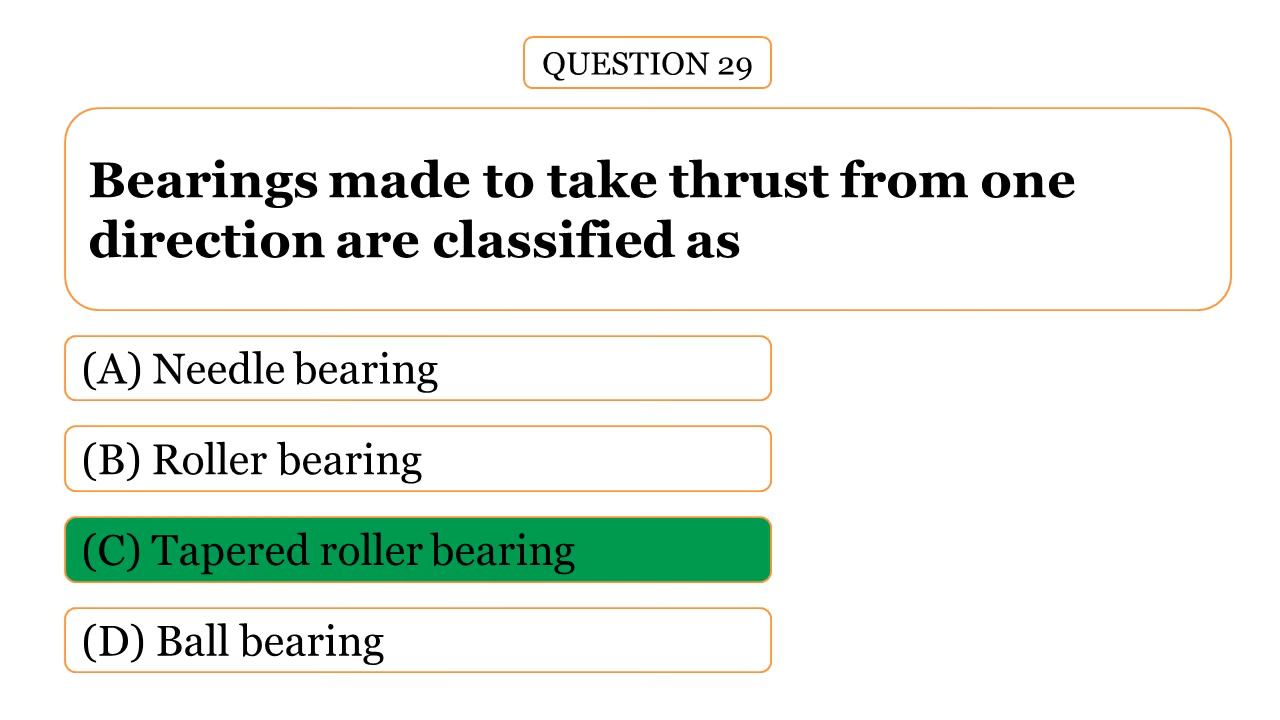 QUESTION 29
Bearings made to take thrust from one
direction are classified as
(A) Needle bearing
(B) Roller bearing
(C) Tapered roller bearing
(D) Ball bearing